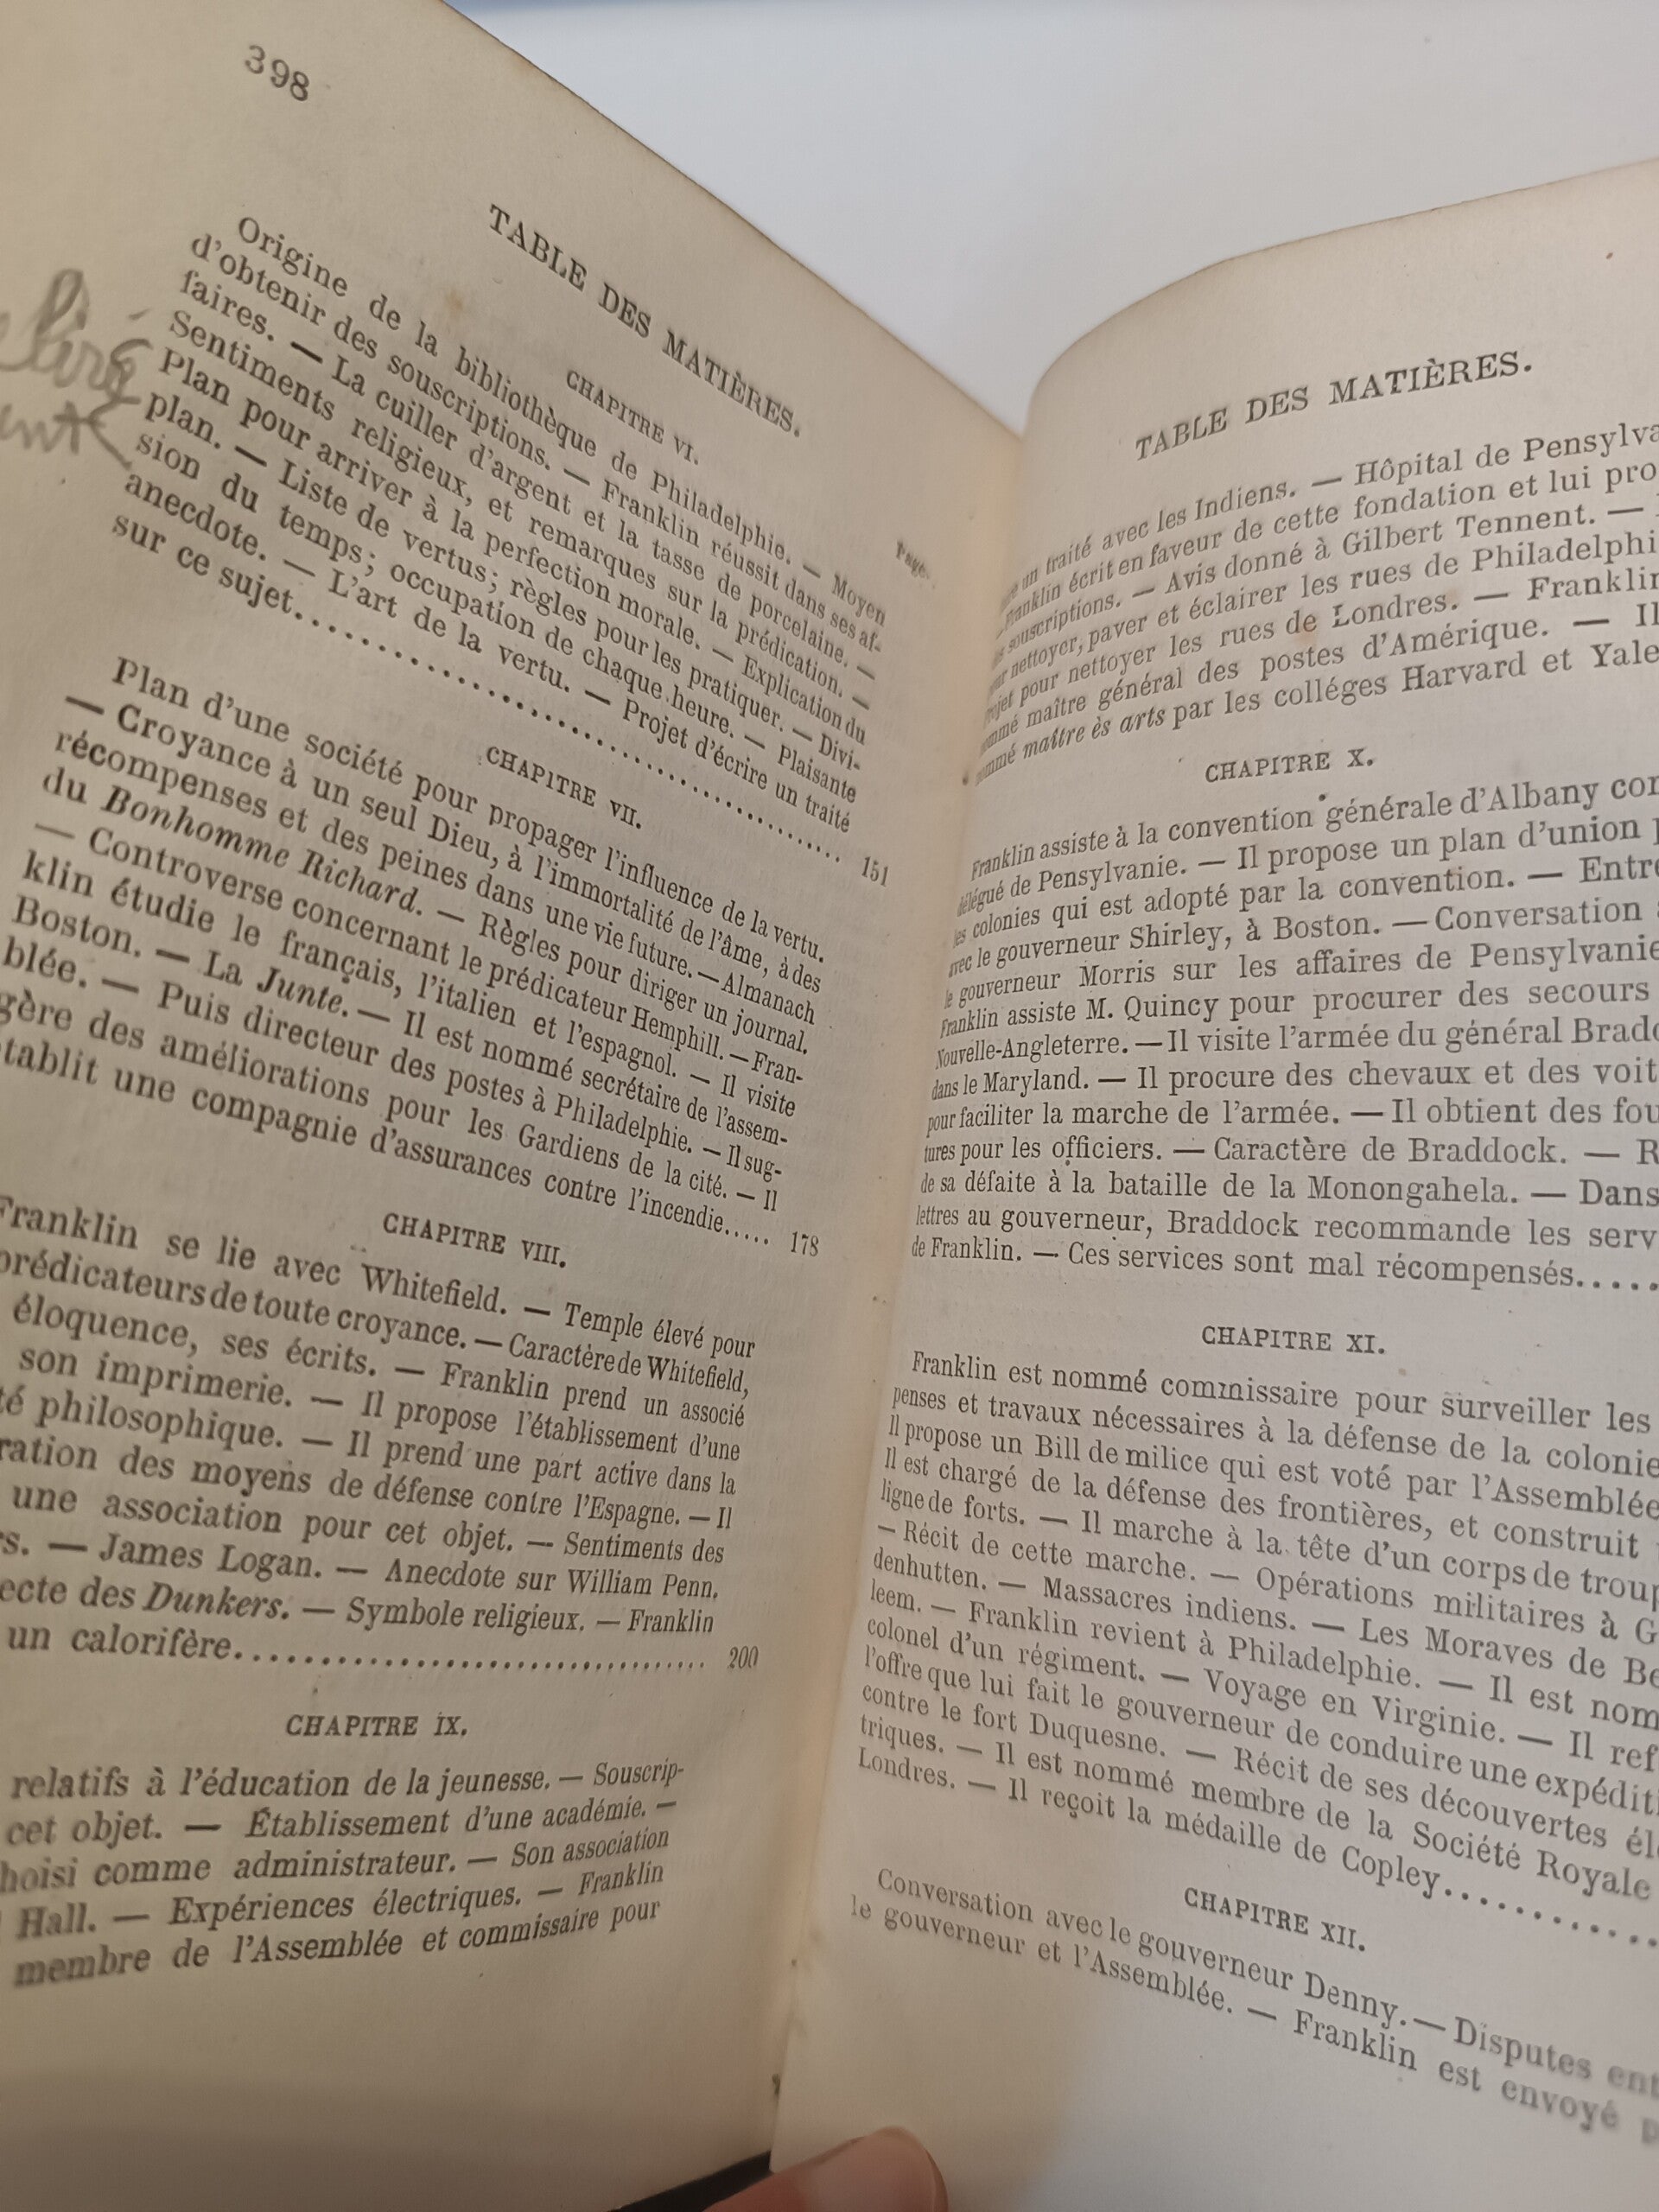 398
TABLE DES MATIÈRES.
Pages.
CHAPITRE VI.
Origine de la bibliothèque de Philadelphie. — Moyen
d'obtenir des souscriptions. — Franklin réussit dans ses af-
faires. — La cuiller d'argent et la tasse de porcelaine. —
Sentiments religieux, et remarques sur la prédication. —
Plan pour arriver à la perfection morale. — Explication du
plan. — Liste de vertus; règles pour les pratiquer. — Divi-
sion du temps; occupation de chaque heure. — Plaisante
anecdote. — L'art de la vertu. — Projet d'écrire un traité
sur ce sujet. 151
CHAPITRE VII.
Plan d'une société pour propager l'influence de la vertu.
— Croyance à un seul Dieu, à l'immortalité de l'âme, à des
récompenses et des peines dans une vie future. — Almanach
du Bonhomme Richard. — Règles pour diriger un journal.
— Controverse concernant le prédicateur Hemphill. — Fran-
klin étudie le français, l'italien et l'espagnol. — Il visite
Boston. — La Junte. — Il est nommé secrétaire de l'assem-
blée. — Puis directeur des postes à Philadelphie. — Il sug-
gère des améliorations pour les Gardiens de la cité. — Il
établit une compagnie d'assurances contre l'incendie..... 178
CHAPITRE VIII.
Franklin se lie avec Whitefield. — Temple élevé pour
prédicateurs de toute croyance. — Caractère de Whitefield,
éloquence, ses écrits. — Franklin prend un associé
son imprimerie. — Il propose l'établissement d'une
té philosophique. — Il prend une part active dans la
ration des moyens de défense contre l'Espagne. — Il
une association pour cet objet. — Sentiments des
rs. — James Logan. — Anecdote sur William Penn.
ecte des Dunkers. — Symbole religieux. — Franklin
un calorifère. 200
CHAPITRE IX.
relatifs à l'éducation de la jeunesse. — Souscrip-
cet objet. — Établissement d'une académie. —
hoisi comme administrateur. — Son association
Hall. — Expériences électriques. — Franklin
membre de l'Assemblée et commissaire pour
TABLE DES MATIÈRES.
un traité avec les Indiens. — Hôpital de Pensylva
Franklin écrit en faveur de cette fondation et lui pro
souscriptions. — Avis donné à Gilbert Tennent. —
nettoyer, paver et éclairer les rues de Philadelphi
pour nettoyer les rues de Londres. — Franklin
ommé maître général des postes d'Amérique. — Il
ommé maître ès arts par les colléges Harvard et Yale
CHAPITRE X.
Franklin assiste à la convention générale d'Albany co
délégué de Pensylvanie. — Il propose un plan d'union
les colonies qui est adopté par la convention. — Entre
avec le gouverneur Shirley, à Boston. — Conversation
le gouverneur Morris sur les affaires de Pensylvanie
Franklin assiste M. Quincy pour procurer des secours
Nouvelle-Angleterre. — Il visite l'armée du général Braddo
dans le Maryland. — Il procure des chevaux et des voit
pour faciliter la marche de l'armée. — Il obtient des fou
tures pour les officiers. — Caractère de Braddock. — R
de sa défaite à la bataille de la Monongahela. — Dans
lettres au gouverneur, Braddock recommande les serv
de Franklin. — Ces services sont mal récompensés.....
CHAPITRE XI.
Franklin est nommé commissaire pour surveiller les
penses et travaux nécessaires à la défense de la colonie
Il propose un Bill de milice qui est voté par l'Assemblée
Il est chargé de la défense des frontières, et construit
ligne de forts. — Il marche à la tête d'un corps de troup
— Récit de cette marche. — Opérations militaires à G
denhutten. — Massacres indiens. — Les Moraves de Be
leem. — Franklin revient à Philadelphie. — Il est nom
colonel d'un régiment. — Voyage en Virginie. — Il ref
l'offre que lui fait le gouverneur de conduire une expéditi
contre le fort Duquesne. — Récit de ses découvertes él
triques. — Il est nommé membre de la Société Royale
Londres. — Il reçoit la médaille de Copley..........
CHAPITRE XII.
Conversation avec le gouverneur Denny. — Disputes ent
le gouverneur et l'Assemblée. — Franklin est envoyé p